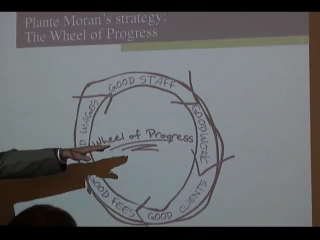 Plante Moran's strategy:
The Wheel of Progress
GOOD STAFF
GOOD WORK
GOOD CLIENTS
GOOD FEES
WAGES
Wheel of Progress